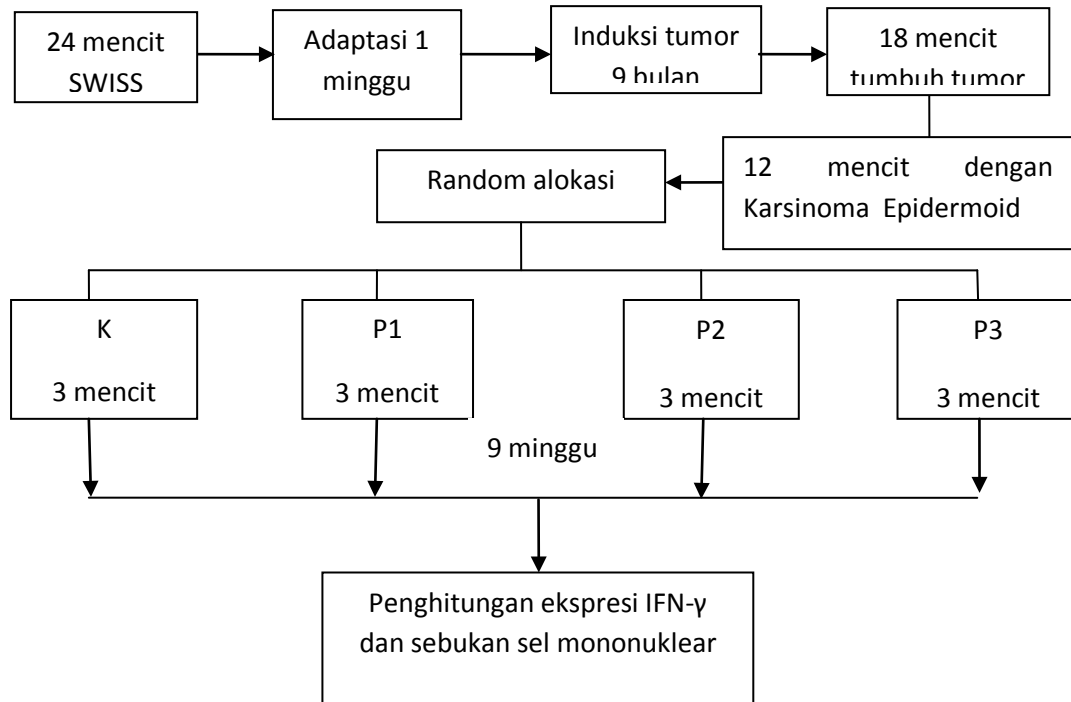 24 mencit
SWISS
Adaptasi 1
minggu
Induksi tumor
9 bulan
18 mencit
tumbuh tumor
12 mencit dengan
Karsinoma Epidermoid
Random alokasi
K
3 mencit
P1
3 mencit
P2
3 mencit
P3
3 mencit
9 minggu
Penghitungan ekspresi IFN-γ
dan sebukan sel mononuklear